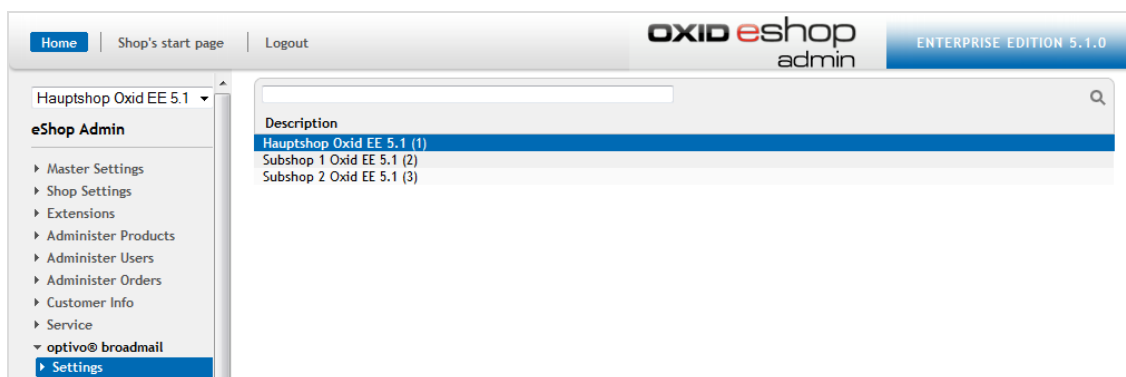 Home Shop's start page Logout
OXID eshop
admin
ENTERPRISE EDITION 5.1.0
Hauptshop Oxid EE 5.1
eShop Admin
Master Settings
Shop Settings
Extensions
Administer Products
Administer Users
Administer Orders
Customer Info
Service
optivo® broadmail
Settings
Description
Hauptshop Oxid EE 5.1 (1)
Subshop 1 Oxid EE 5.1 (2)
Subshop 2 Oxid EE 5.1 (3)